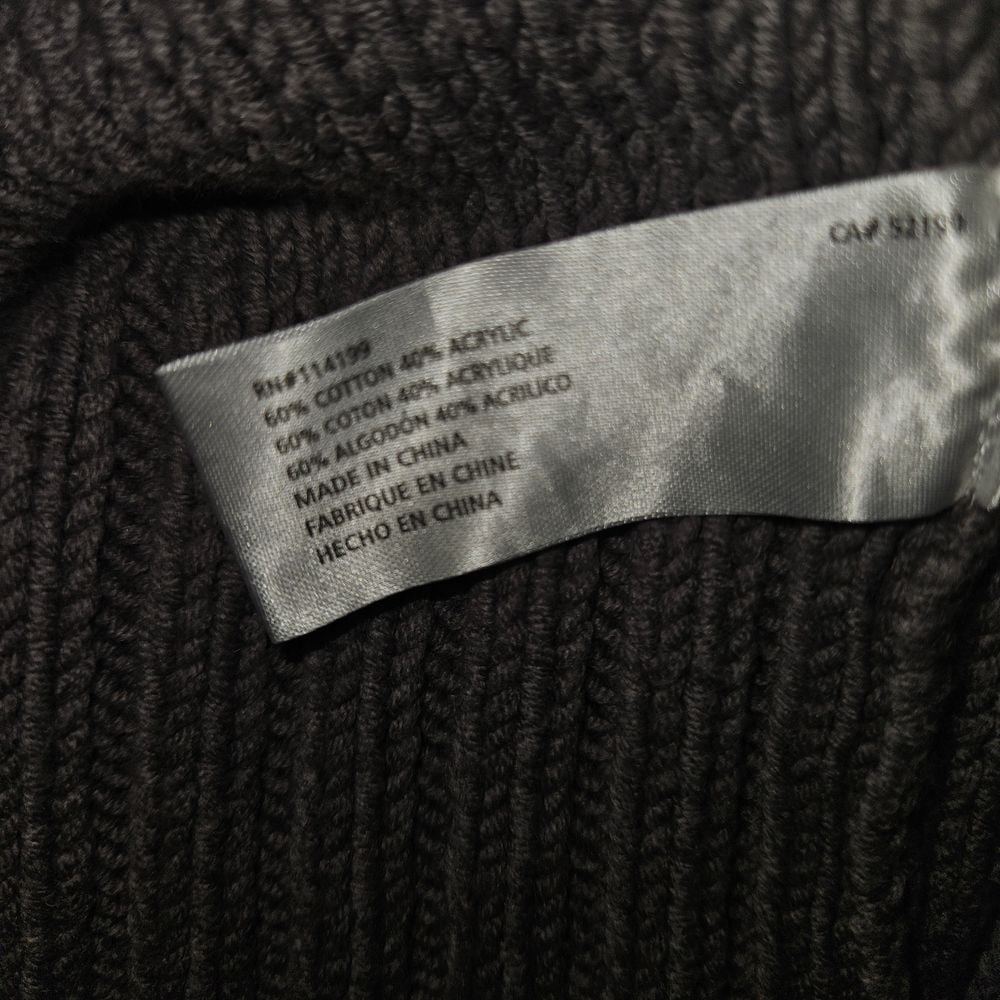 CA# 52199
RN#114199
60% COTTON 40% ACRYLIC
60% COTON 40% ACRYLIQUE
60% ALGODÓN 40% ACRILICO
MADE IN CHINA
FABRIQUE EN CHINE
HECHO EN CHINA